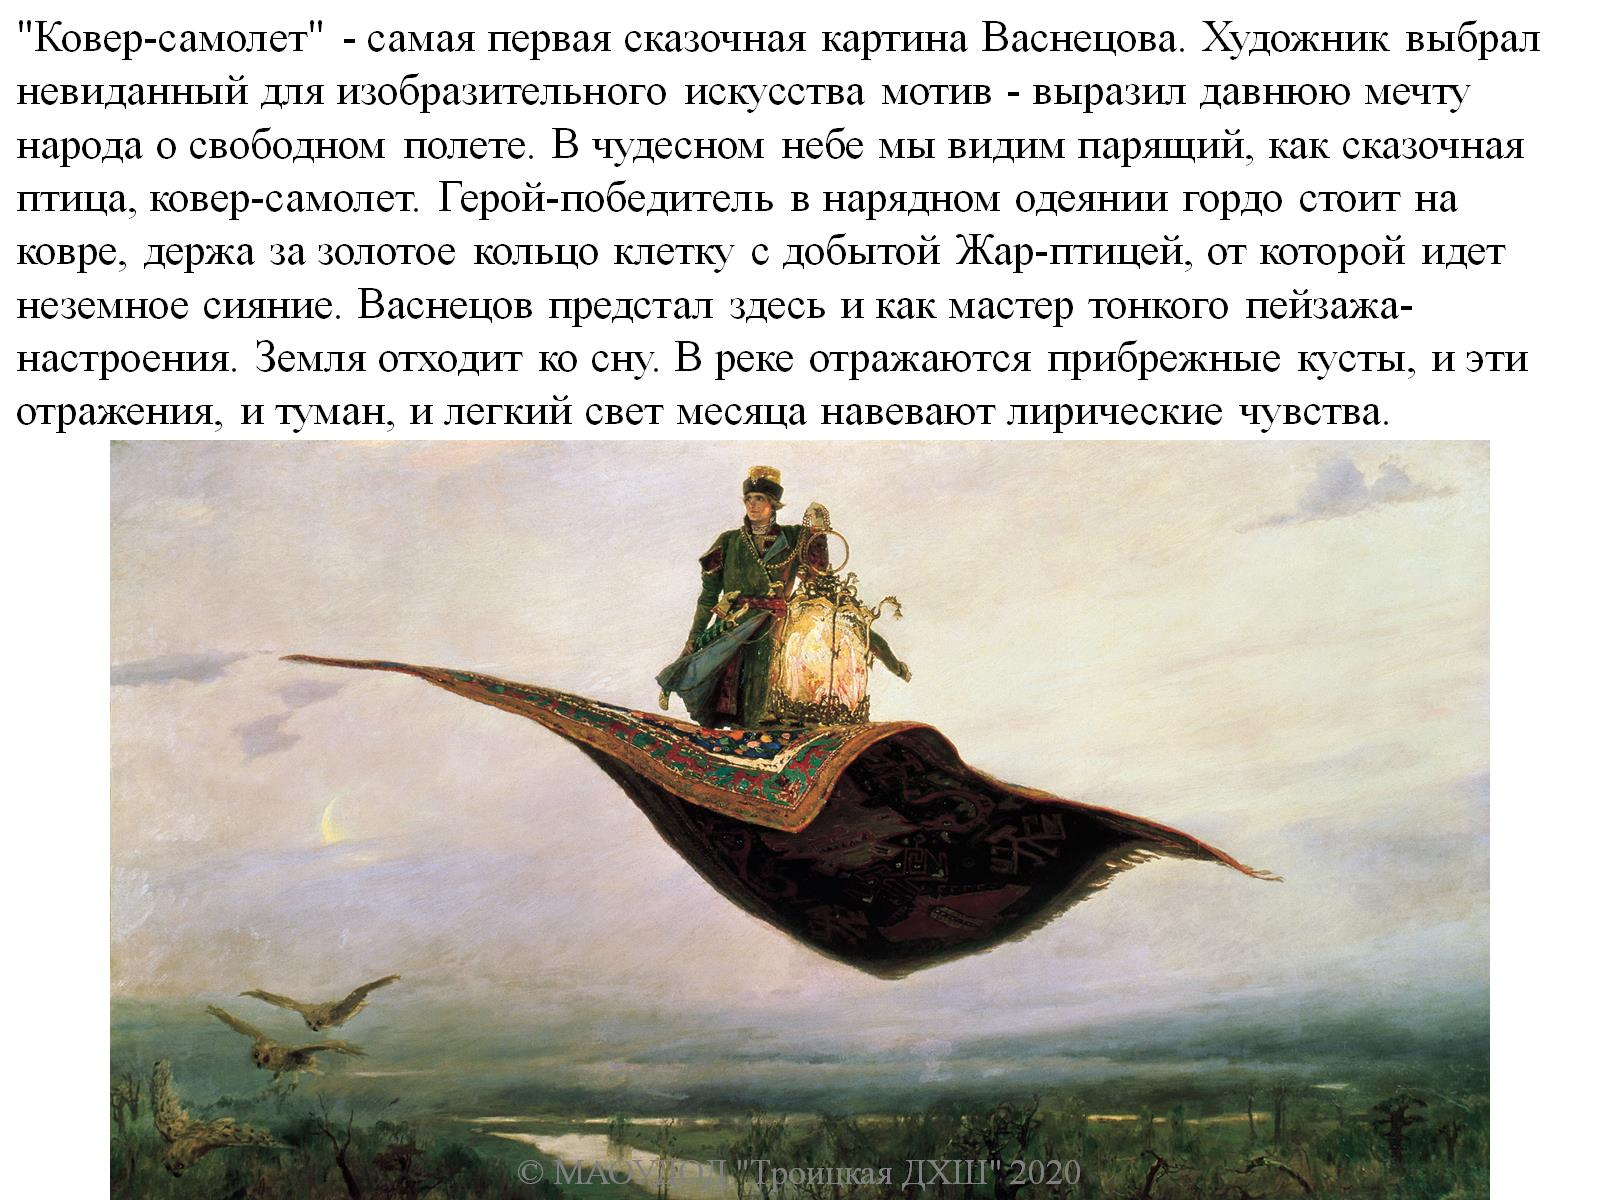 "Ковер-самолет" - самая первая сказочная картина Васнецова. Художник выбрал
невиданный для изобразительного искусства мотив - выразил давнюю мечту
народа о свободном полете. В чудесном небе мы видим парящий, как сказочная
птица, ковер-самолет. Герой-победитель в нарядном одеянии гордо стоит на
ковре, держа за золотое кольцо клетку с добытой Жар-птицей, от которой идет
неземное сияние. Васнецов предстал здесь и как мастер тонкого пейзажа-
настроения. Земля отходит ко сну. В реке отражаются прибрежные кусты, и эти
отражения, и туман, и легкий свет месяца навевают лирические чувства.
© МАОУДОД "Троицкая ДХШ" 2020